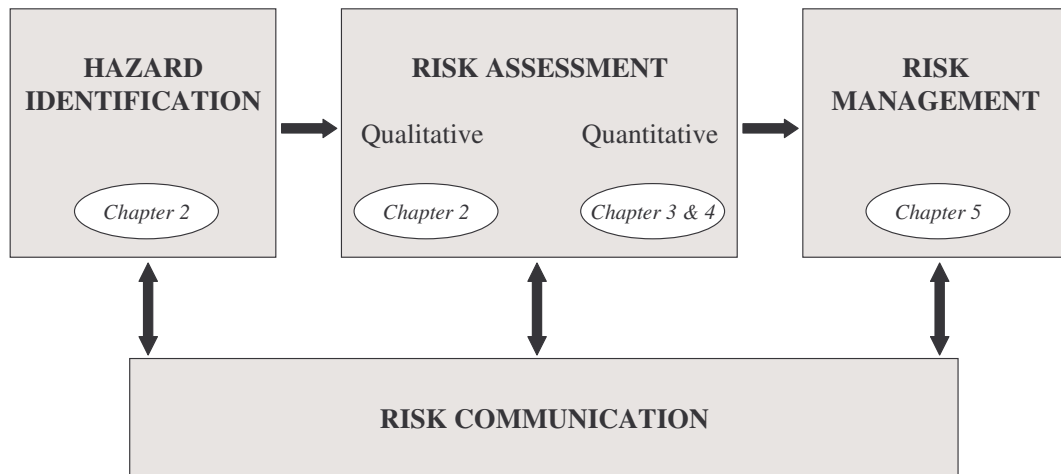 HAZARD
IDENTIFICATION
Chapter 2
RISK ASSESSMENT
Qualitative
Quantitative
Chapter 2
Chapter 3 & 4
RISK
MANAGEMENT
Chapter 5
RISK COMMUNICATION